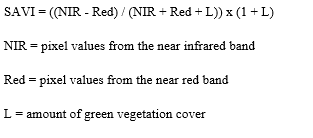 SAVI = ((NIR - Red) / (NIR + Red + L)) x (1 + L)
NIR = pixel values from the near infrared band
Red = pixel values from the near red band
L = amount of green vegetation cover